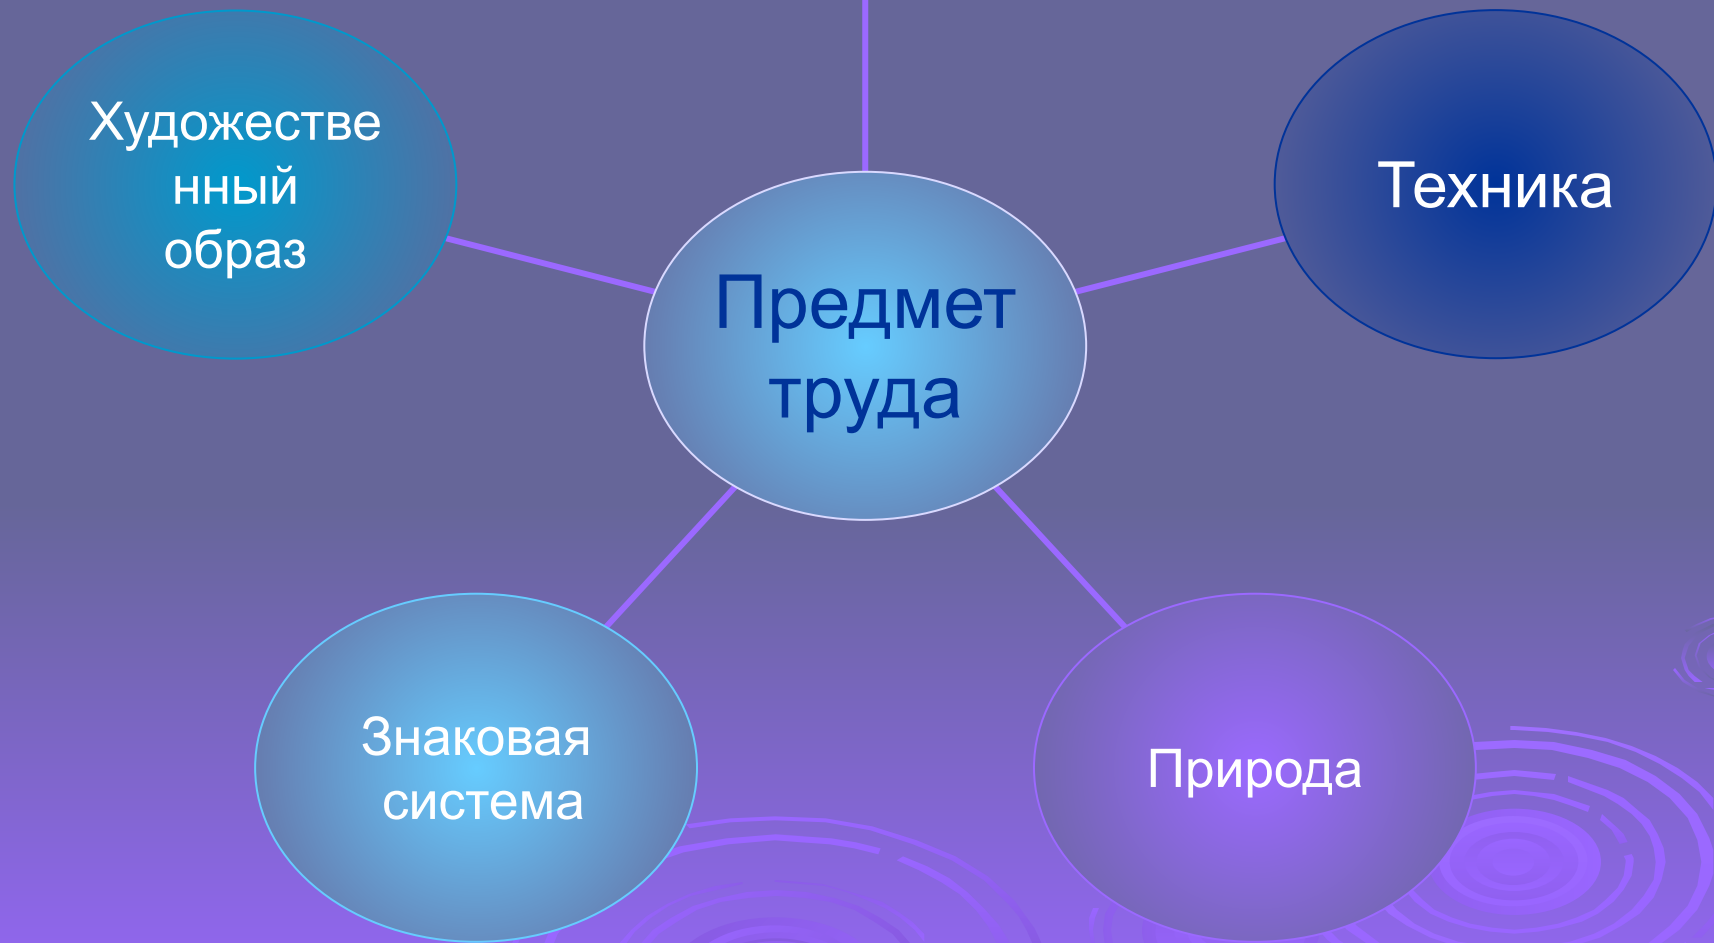 Художестве
нный
образ
Техника
Предмет
труда
Знаковая
система
Природа